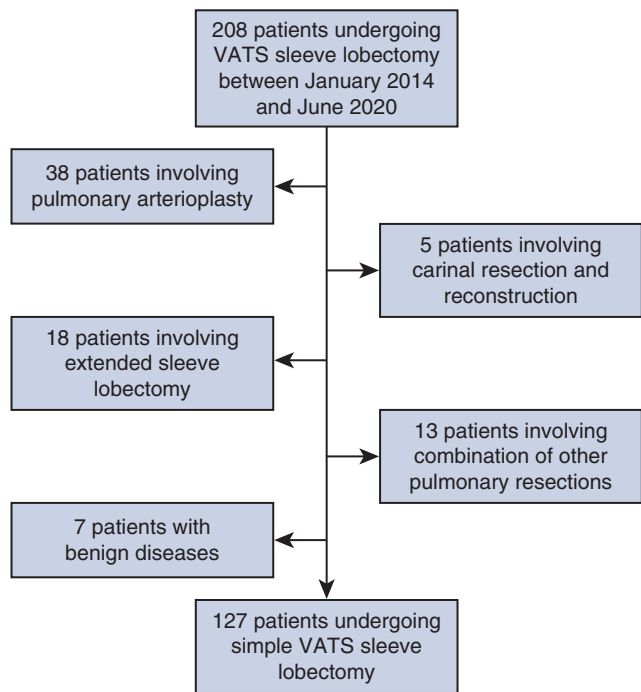 208 patients undergoing
VATS sleeve lobectomy
between January 2014
and June 2020
38 patients involving
pulmonary arterioplasty
5 patients involving
carinal resection and
reconstruction
18 patients involving
extended sleeve
lobectomy
13 patients involving
combination of other
pulmonary resections
7 patients with
benign diseases
127 patients undergoing
simple VATS sleeve
lobectomy